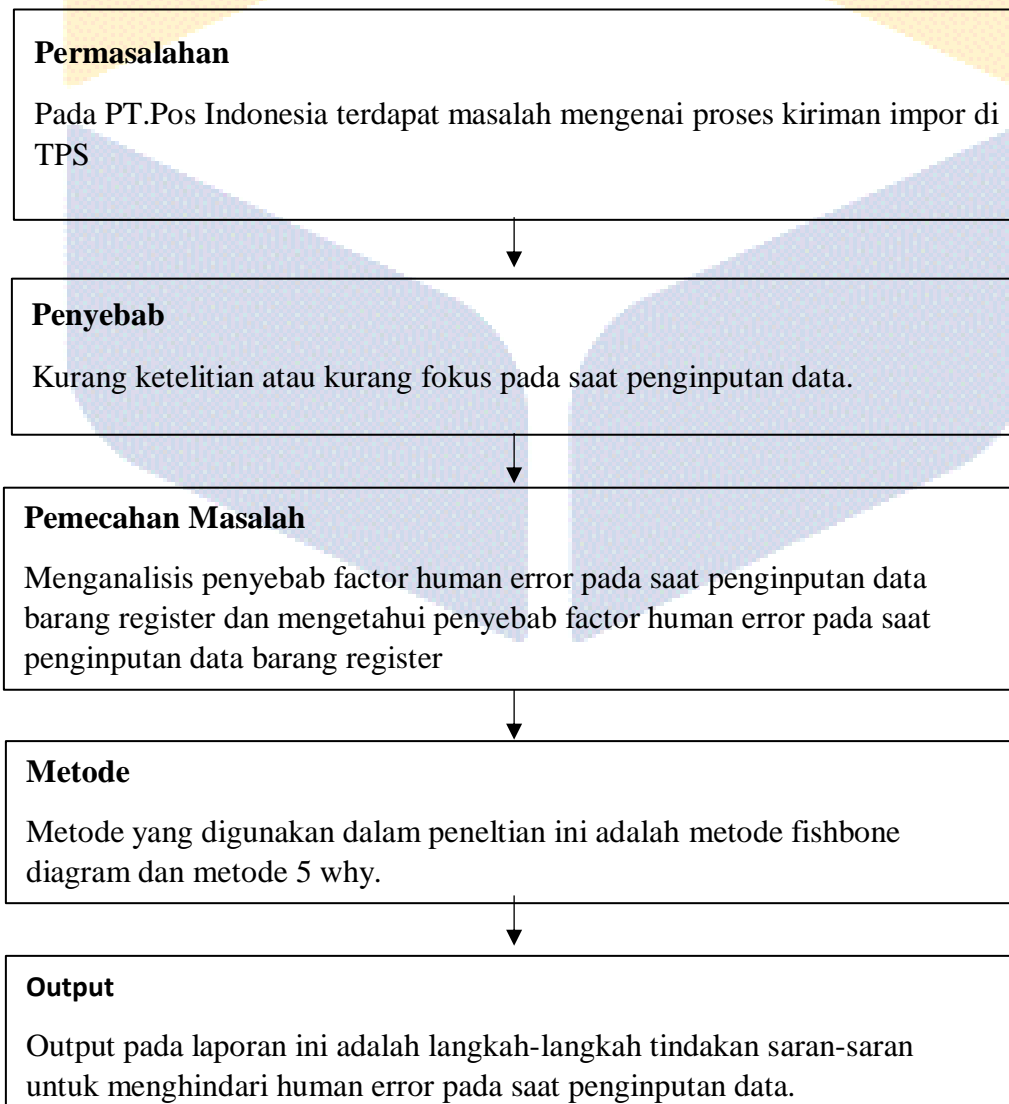 Permasalahan
Pada PT.Pos Indonesia terdapat masalah mengenai proses kiriman impor di
TPS
Penyebab
Kurang ketelitian atau kurang fokus pada saat penginputan data.
Pemecahan Masalah
Menganalisis penyebab factor human error pada saat penginputan data
barang register dan mengetahui penyebab factor human error pada saat
penginputan data barang register
Metode
Metode yang digunakan dalam peneltian ini adalah metode fishbone
diagram dan metode 5 why.
Output
Output pada laporan ini adalah langkah-langkah tindakan saran-saran
untuk menghindari human error pada saat penginputan data.